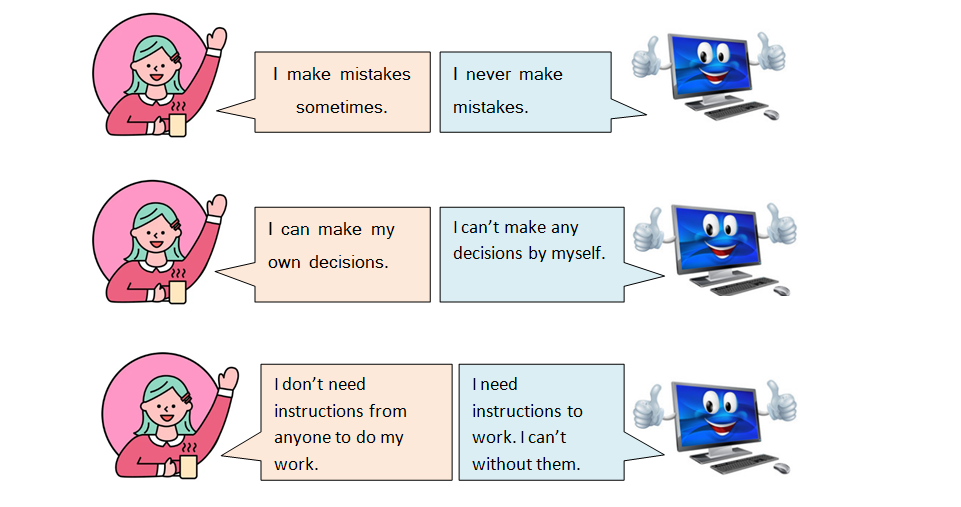 I make mistakes
sometimes.
I never make
mistakes.
I can make my
own decisions.
I can’t make any
decisions by myself.
I don’t need
instructions from
anyone to do my
work.
I need
instructions to
work. I can’t
without them.